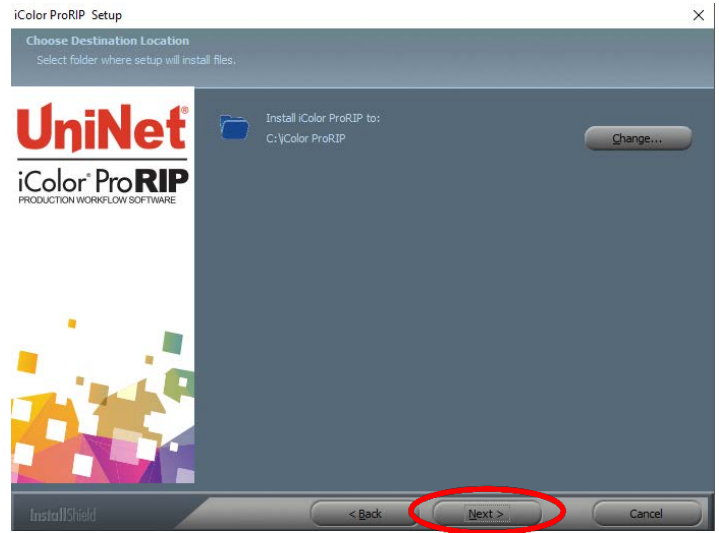 iColor ProRIP Setup
Choose Destination Location
Select folder where setup will install files.
UniNet®
iColor® ProRIP
PRODUCTION WORKFLOW SOFTWARE
Install iColor ProRIP to:
C:\iColor ProRIP
Change...
InstallShield
< Back
Next >
Cancel